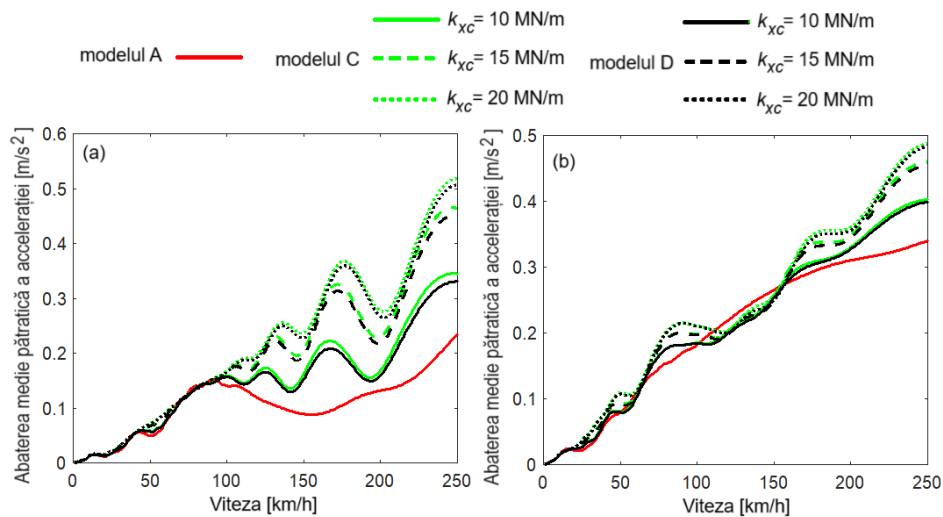 modelul A
modelul C
k_xc= 10 MN/m
k_xc= 15 MN/m
k_xc= 20 MN/m
modelul D
k_xc= 10 MN/m
k_xc= 15 MN/m
k_xc= 20 MN/m
(a)
Abaterea medie pătratică a accelerației [m/s²]
0.6
0.5
0.4
0.3
0.2
0.1
0
0 50 100 150 200 250
Viteza [km/h]
(b)
Abaterea medie pătratică a accelerației [m/s²]
0.5
0.4
0.3
0.2
0.1
0
0 50 100 150 200 250
Viteza [km/h]